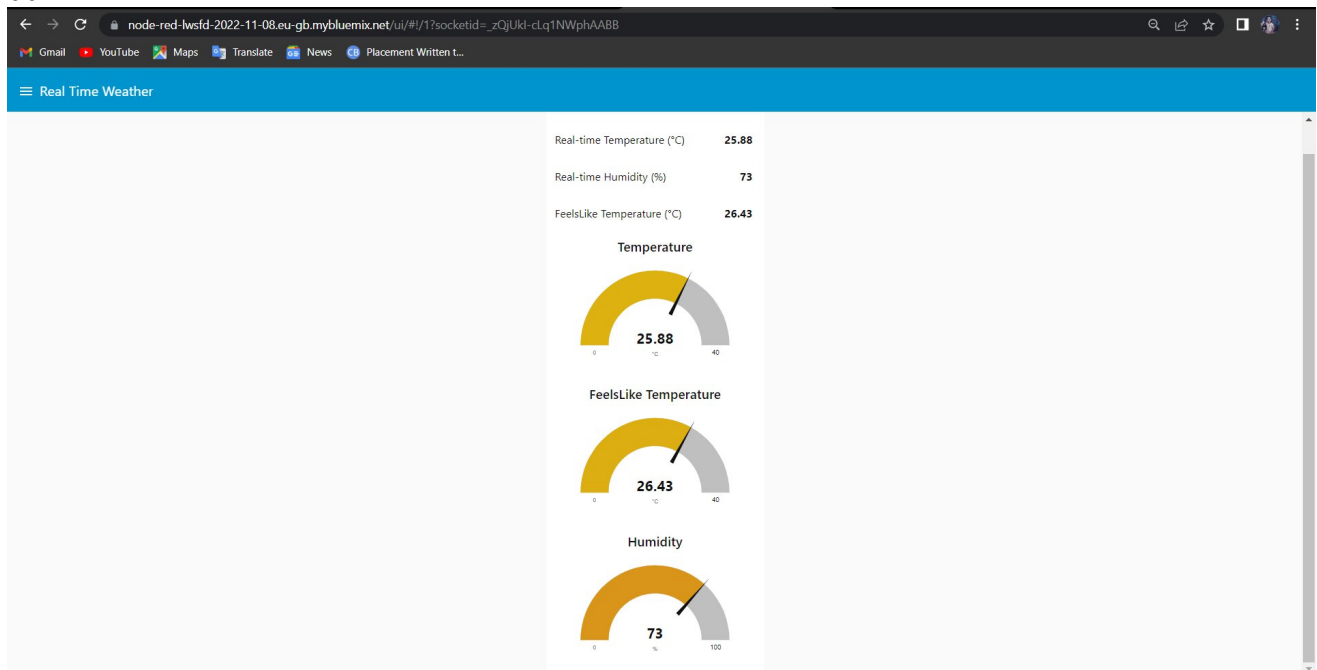 node-red-lwsfd-2022-11-08.eu-gb.mybluemix.net/ui/#!/1?socketid=_zQjUkl-cLq1NWphAABB
Gmail YouTube Maps Translate News CB Placement Written t...
Real Time Weather
Real-time Temperature (°C) 25.88
Real-time Humidity (%) 73
FeelsLike Temperature (°C) 26.43
Temperature
25.88
0 °C 40
FeelsLike Temperature
26.43
0 °C 40
Humidity
73
0 % 100